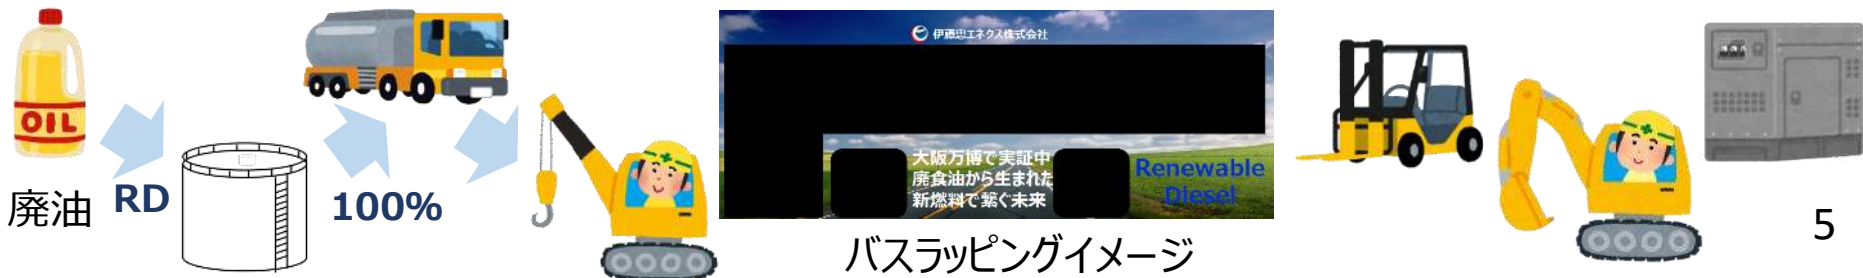 OIL
廃油
RD
100%
伊藤忠エネクス株式会社
大阪万博で実証中
廃食油から生まれた
新燃料で繋ぐ未来
Renewable
Diesel
バスラッピングイメージ
5